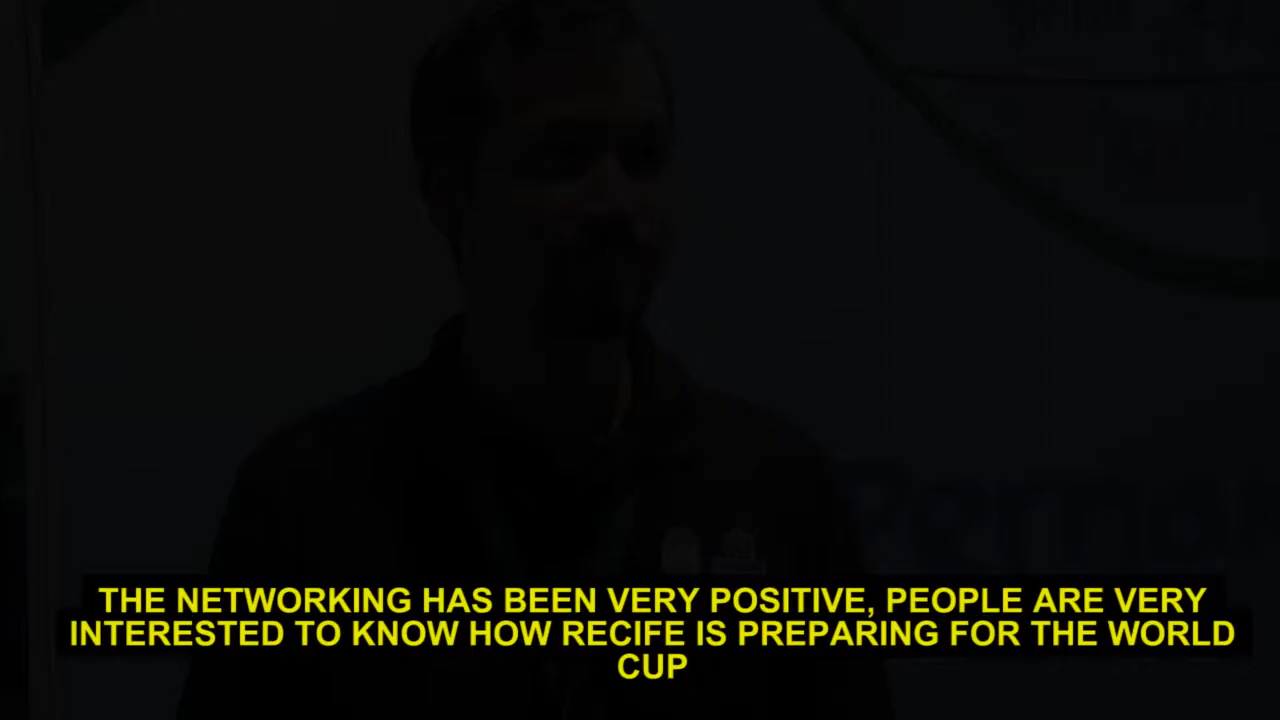 THE NETWORKING HAS BEEN VERY POSITIVE, PEOPLE ARE VERY
INTERESTED TO KNOW HOW RECIFE IS PREPARING FOR THE WORLD
CUP